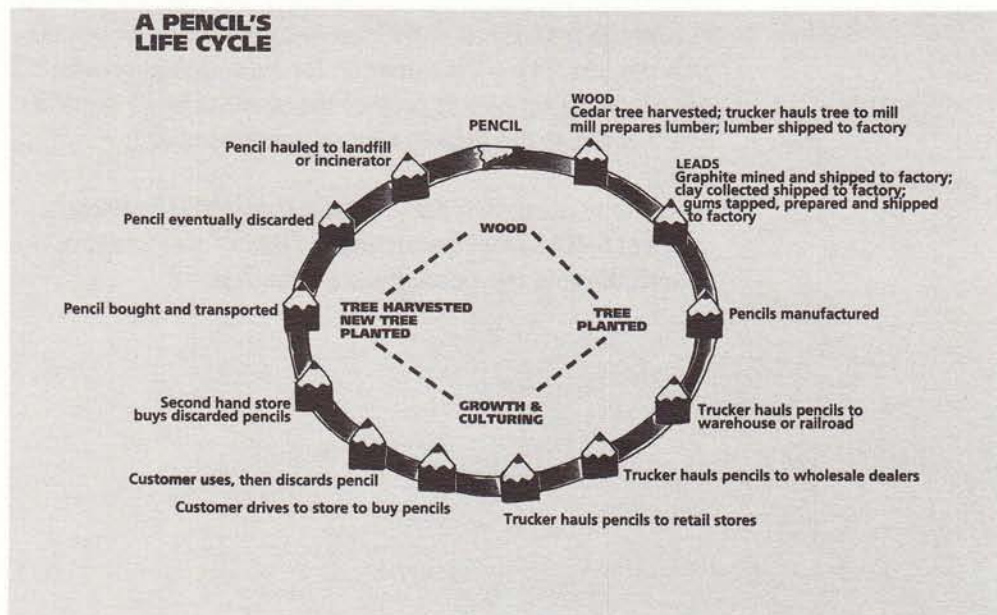 A PENCIL'S
LIFE CYCLE
PENCIL
WOOD
Cedar tree harvested; trucker hauls tree to mill
mill prepares lumber; lumber shipped to factory
LEADS
Graphite mined and shipped to factory;
clay collected shipped to factory;
gums tapped, prepared and shipped
to factory
Pencils manufactured
Trucker hauls pencils to
warehouse or railroad
Trucker hauls pencils to wholesale dealers
Trucker hauls pencils to retail stores
Customer drives to store to buy pencils
Customer uses, then discards pencil
Second hand store
buys discarded pencils
Pencil bought and transported
Pencil eventually discarded
Pencil hauled to landfill
or incinerator
WOOD
TREE
PLANTED
GROWTH &
CULTURING
TREE HARVESTED
NEW TREE
PLANTED